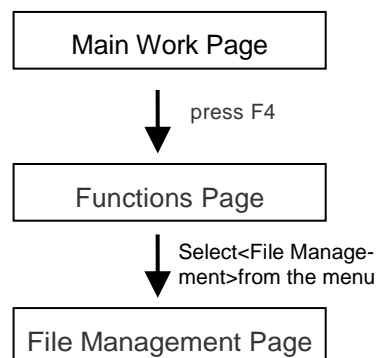 Main Work Page
press F4
Functions Page
Select<File Manage-
ment>from the menu
File Management Page